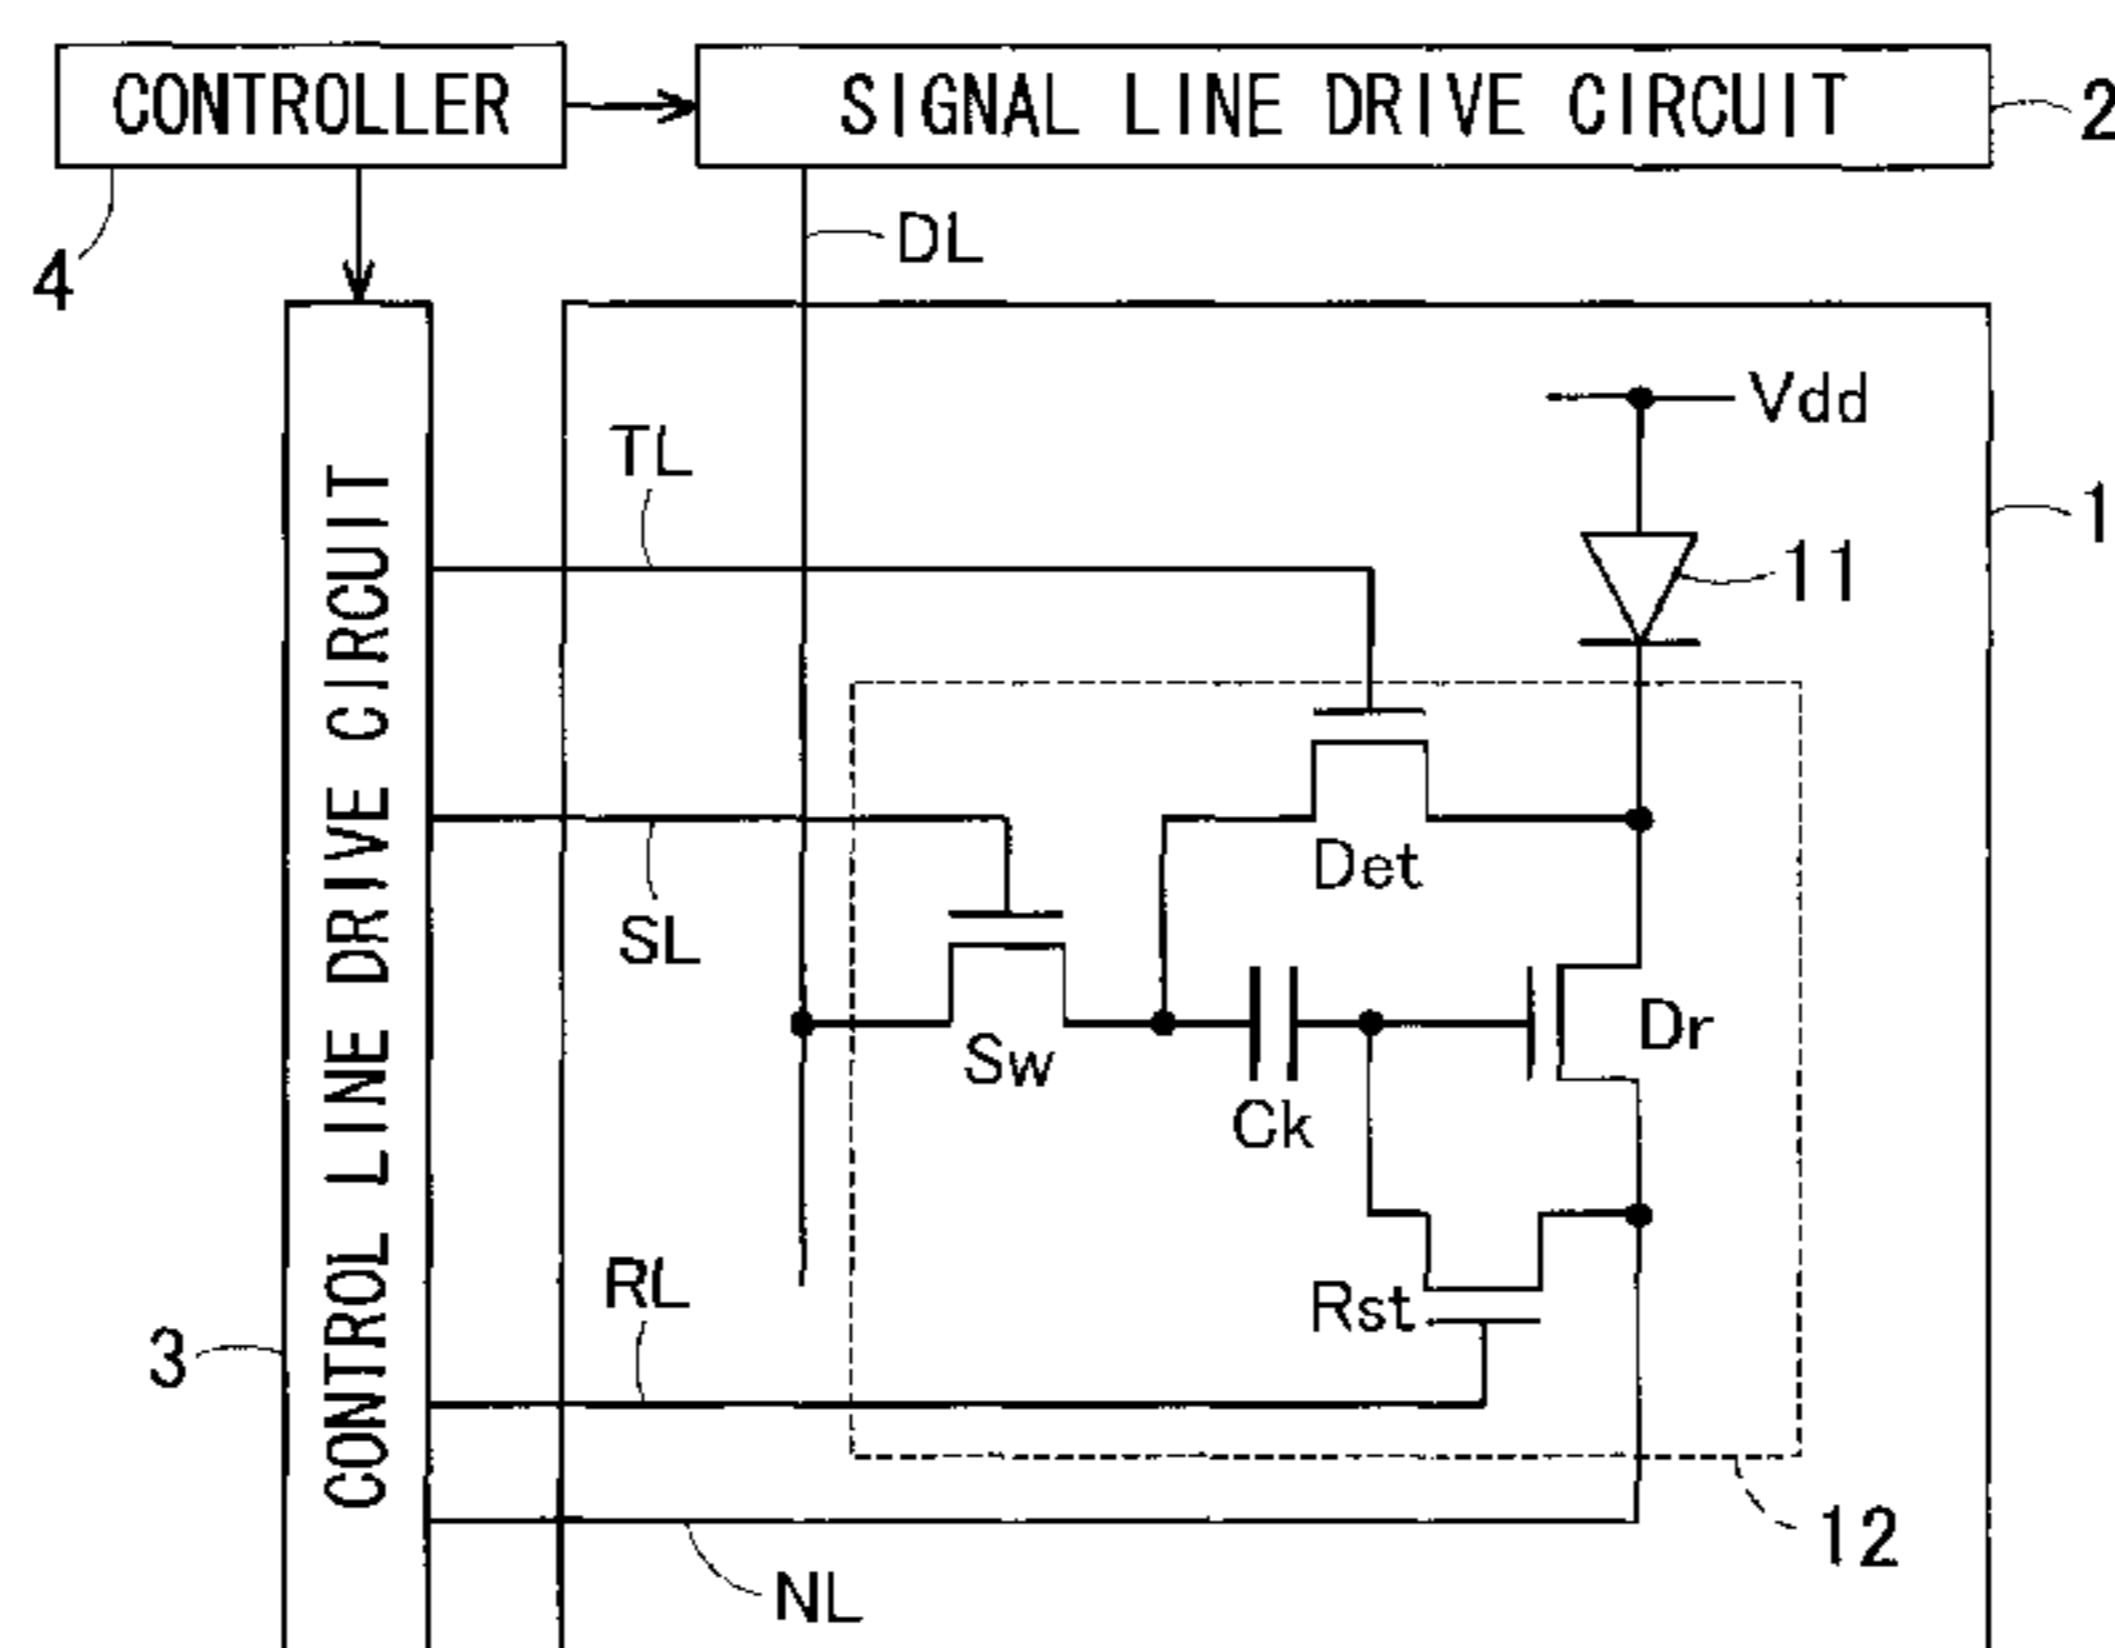 CONTROLLER
SIGNAL LINE DRIVE CIRCUIT
2
DL
4
Vdd
TL
1
11
CONTROL LINE DRIVE CIRCUIT
Det
SL
Dr
Sw
Ck
RL
Rst
3
12
NL